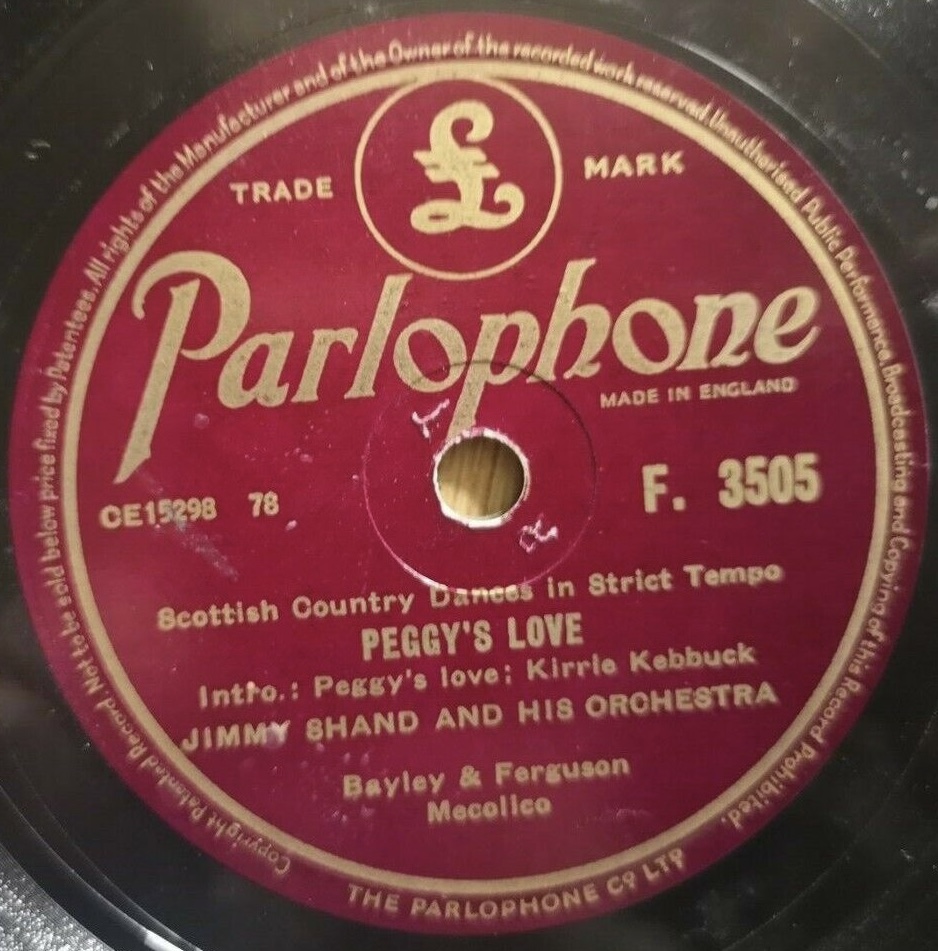 Copyright Patented Record. Not to be sold below price fixed by Patentees. All rights of the Manufacturer and of the Owner of the recorded work reserved. Unauthorised Public Performance, Broadcasting and Copying of this Record Prohibited.
TRADE £ MARK
Parlophone
MADE IN ENGLAND
CE15298 78
F. 3505
Scottish Country Dances in Strict Tempo
PEGGY'S LOVE
Intro.: Peggy's love; Kirrie Kebbuck
JIMMY SHAND AND HIS ORCHESTRA
Bayley & Ferguson
Mecolico
THE PARLOPHONE CO LTD